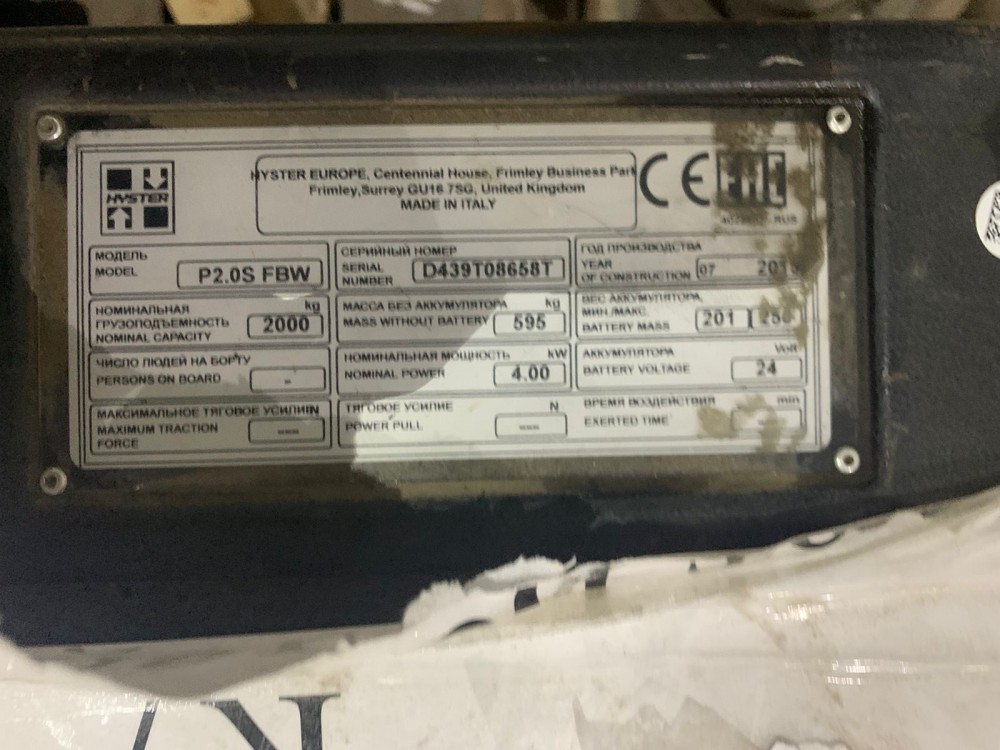 HYSTER
HYSTER EUROPE, Centennial House, Frimley Business Park
Frimley,Surrey GU16 7SG, United Kingdom
MADE IN ITALY
CE EAC
RUS
МОДЕЛЬ
MODEL
P2.0S FBW
СЕРИЙНЫЙ НОМЕР
SERIAL
NUMBER
D439T08658T
ГОД ПРОИЗВОДСТВА
YEAR
OF CONSTRUCTION
07
НОМИНАЛЬНАЯ kg
ГРУЗОПОДЪЕМНОСТЬ
NOMINAL CAPACITY
2000
МАССА БЕЗ АККУМУЛЯТОРА kg
MASS WITHOUT BATTERY
595
ВЕС АККУМУЛЯТОРА,
МИН./МАКС.
BATTERY MASS
201
ЧИСЛО ЛЮДЕЙ НА БОРТУ
PERSONS ON BOARD
-
НОМИНАЛЬНАЯ МОЩНОСТЬ kW
NOMINAL POWER
4.00
АККУМУЛЯТОРА Volt
BATTERY VOLTAGE
24
МАКСИМАЛЬНОЕ ТЯГОВОЕ УСИЛИИN
MAXIMUM TRACTION
FORCE
---
ТЯГОВОЕ УСИЛИЕ N
POWER PULL
---
ВРЕМЯ ВОЗДЕЙСТВИЯ min
EXERTED TIME